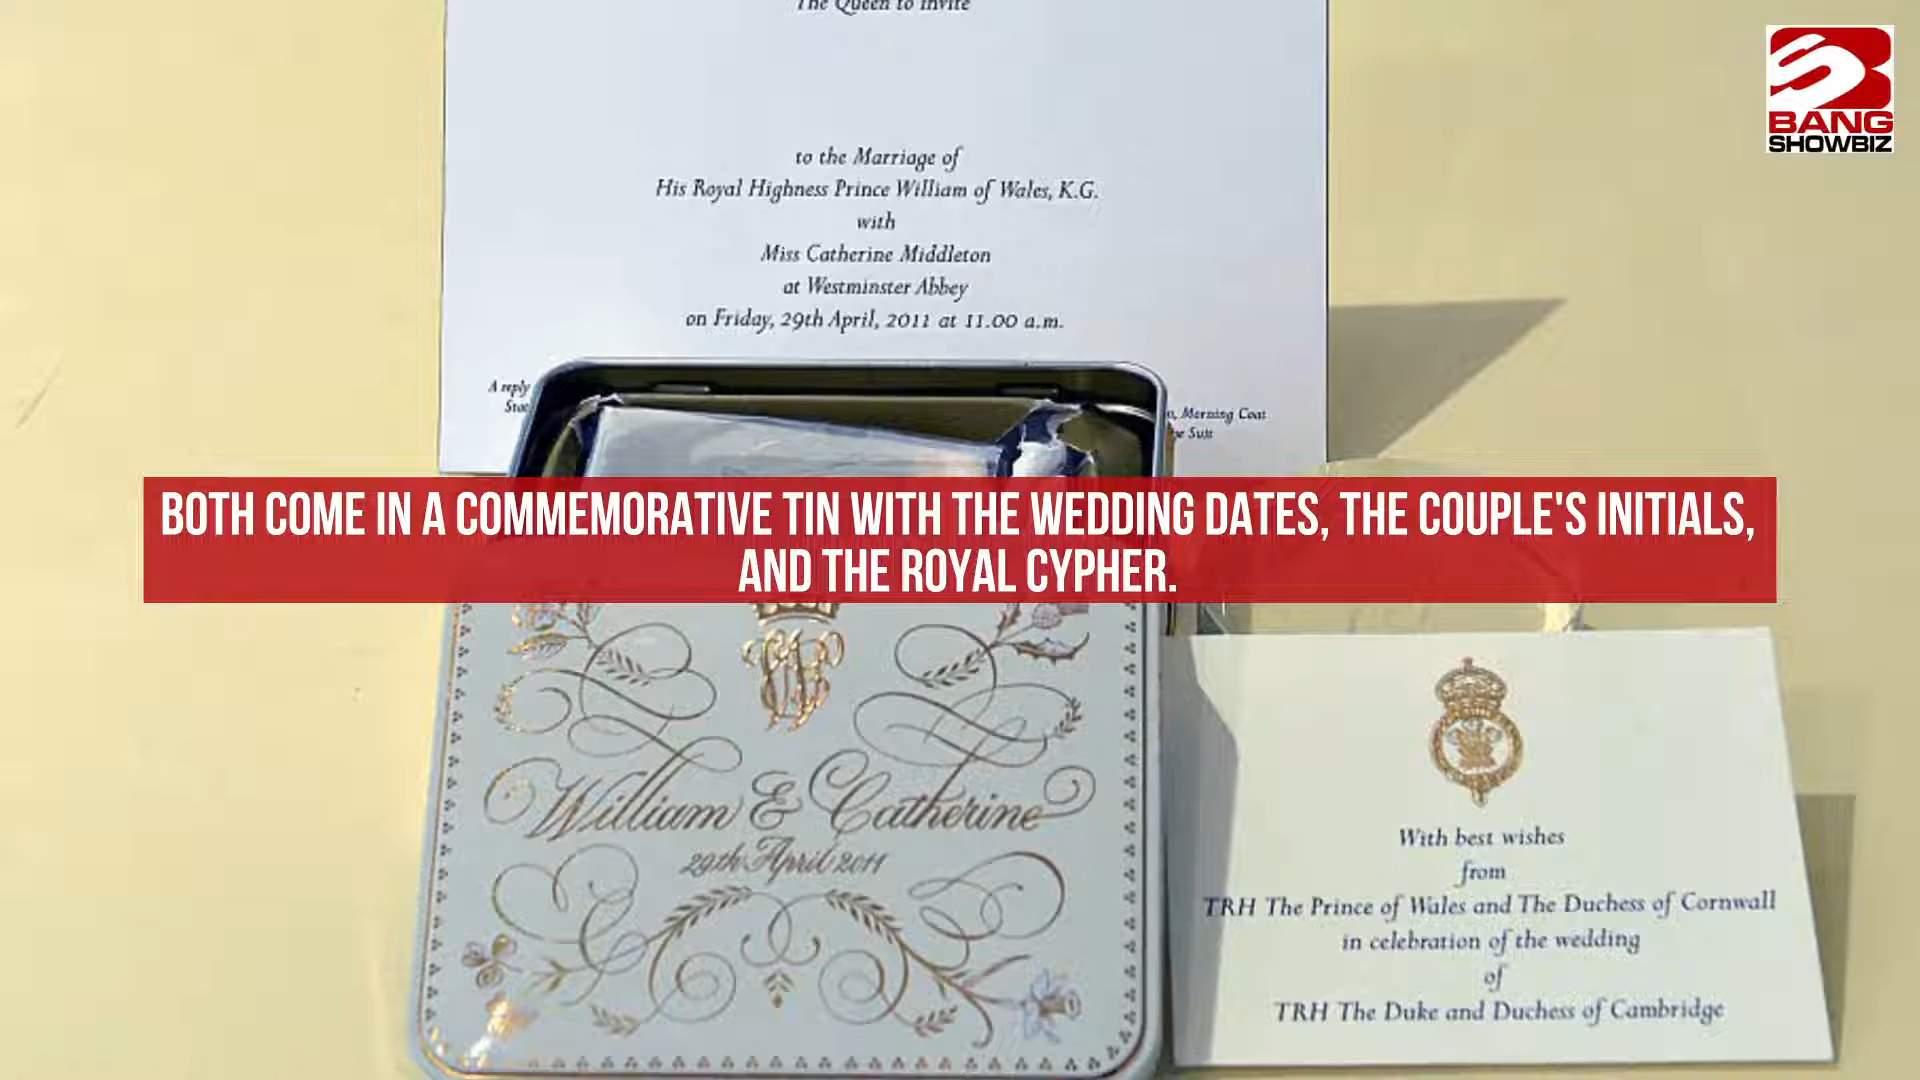 The Queen to invite
BANG
SHOWBIZ
to the Marriage of
His Royal Highness Prince William of Wales, K.G.
with
Miss Catherine Middleton
at Westminster Abbey
on Friday, 29th April, 2011 at 11.00 a.m.
A reply
Morning Coat
Suit
BOTH COME IN A COMMEMORATIVE TIN WITH THE WEDDING DATES, THE COUPLE'S INITIALS,
AND THE ROYAL CYPHER.
William & Catherine
29th April 2011
With best wishes
from
TRH The Prince of Wales and The Duchess of Cornwall
in celebration of the wedding
of
TRH The Duke and Duchess of Cambridge